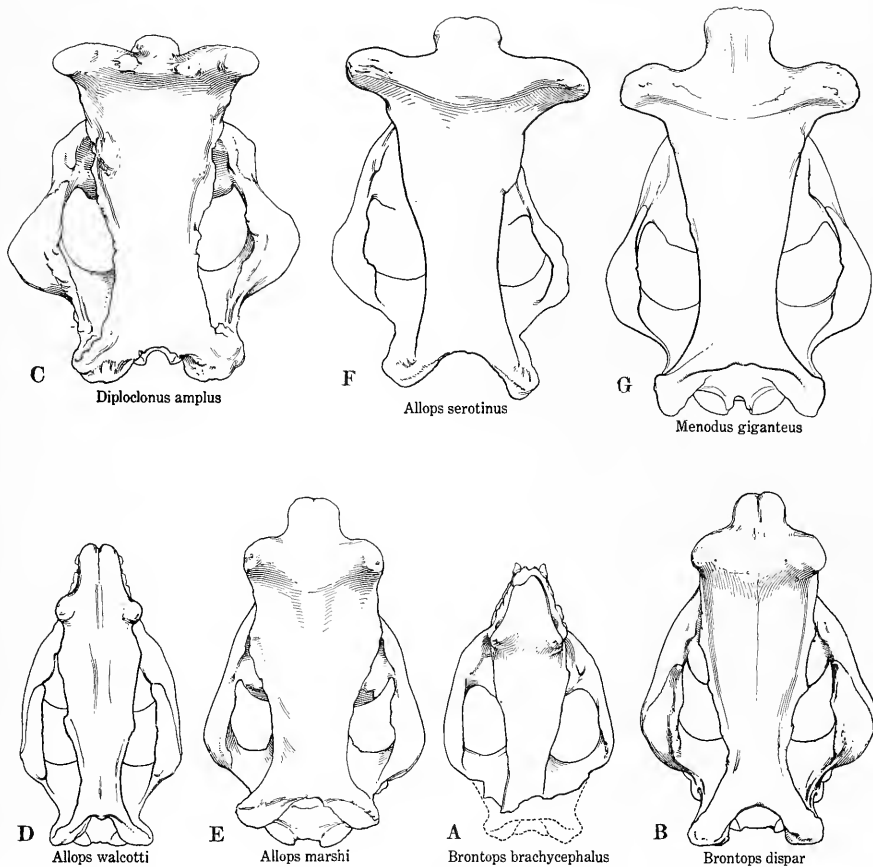 C
Diploclonus amplus
F
Allops serotinus
G
Menodus giganteus
D
Allops walcotti
E
Allops marshi
A
Brontops brachycephalus
B
Brontops dispar